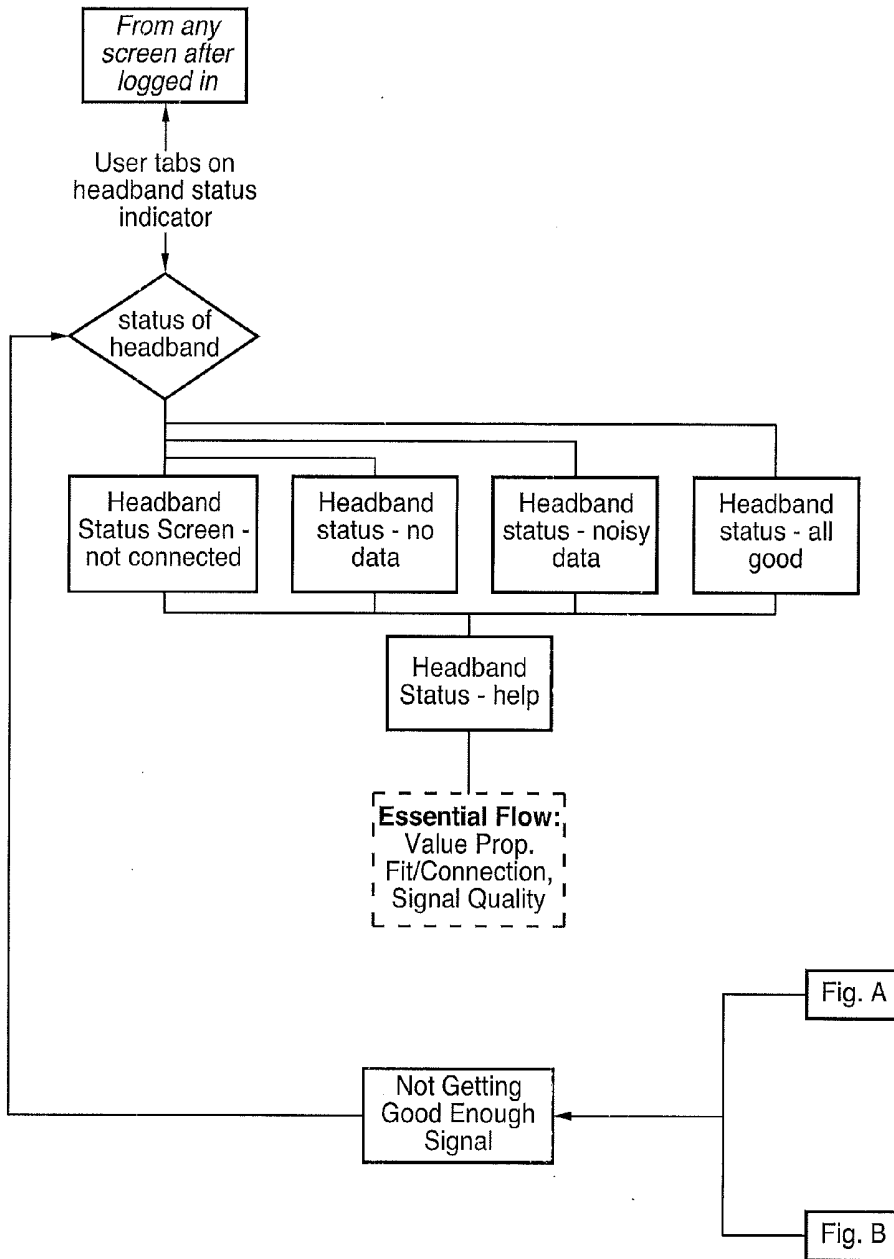 From any
screen after
logged in
User tabs on
headband status
indicator
status of
headband
Headband
Status Screen -
not connected
Headband
status - no
data
Headband
status - noisy
data
Headband
status - all
good
Headband
Status - help
Essential Flow:
Value Prop.
Fit/Connection,
Signal Quality
Fig. A
Not Getting
Good Enough
Signal
Fig. B